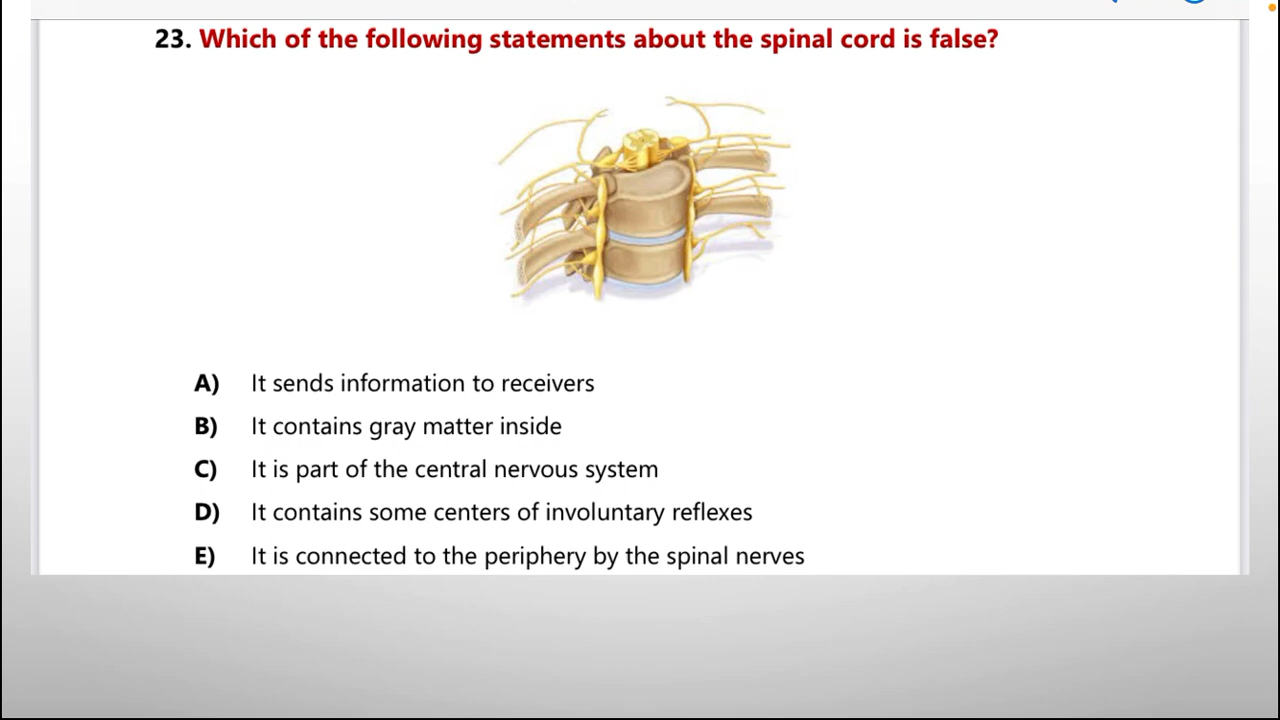 23. Which of the following statements about the spinal cord is false?
A) It sends information to receivers
B) It contains gray matter inside
C) It is part of the central nervous system
D) It contains some centers of involuntary reflexes
E) It is connected to the periphery by the spinal nerves